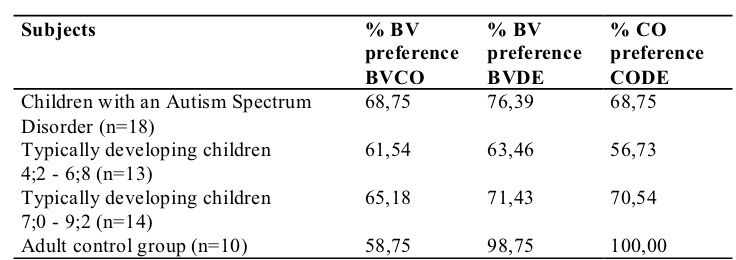 Subjects % BV % BV % CO
preference preference preference
BVCO BVDE CODE
Children with an Autism Spectrum 68,75 76,39 68,75
Disorder (n=18)
Typically developing children 61,54 63,46 56,73
4;2 - 6;8 (n=13)
Typically developing children 65,18 71,43 70,54
7;0 - 9;2 (n=14)
Adult control group (n=10) 58,75 98,75 100,00